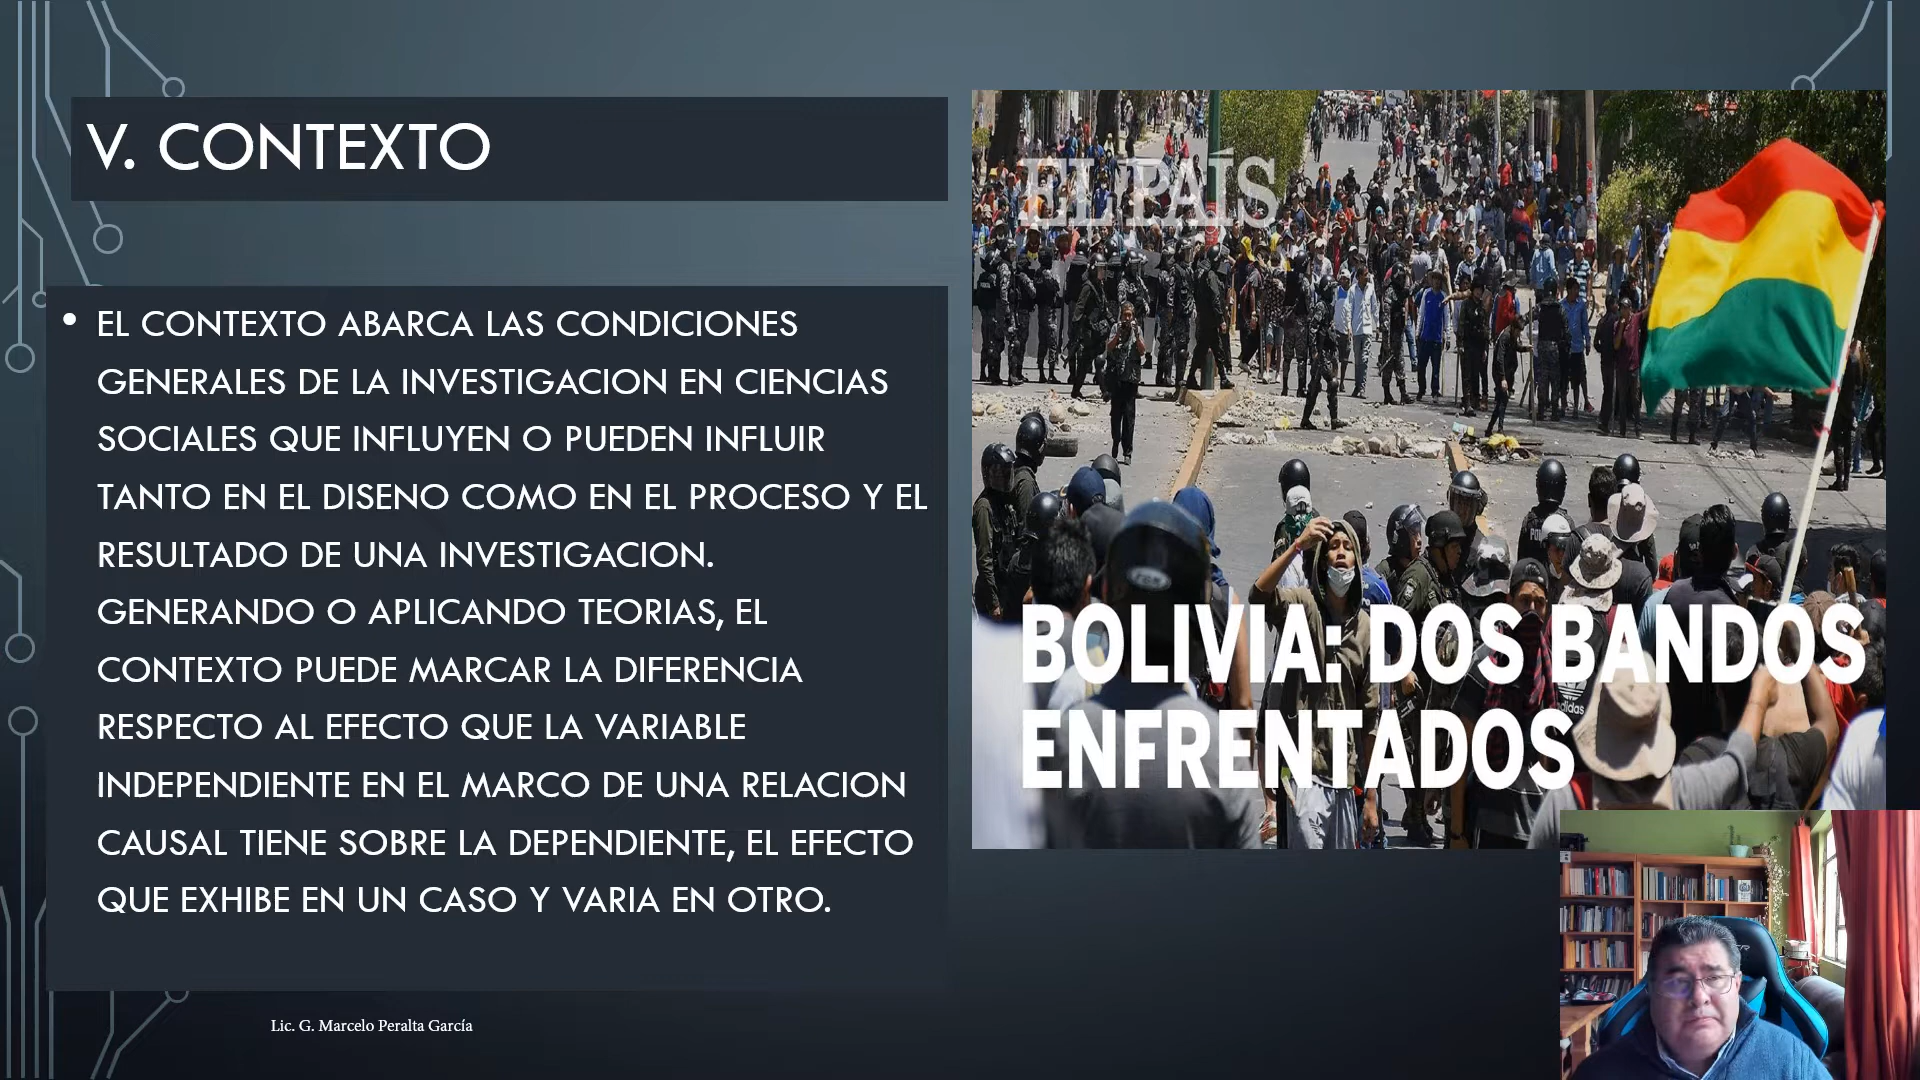 V. CONTEXTO
• EL CONTEXTO ABARCA LAS CONDICIONES
GENERALES DE LA INVESTIGACION EN CIENCIAS
SOCIALES QUE INFLUYEN O PUEDEN INFLUIR
TANTO EN EL DISENO COMO EN EL PROCESO Y EL
RESULTADO DE UNA INVESTIGACION.
GENERANDO O APLICANDO TEORIAS, EL
CONTEXTO PUEDE MARCAR LA DIFERENCIA
RESPECTO AL EFECTO QUE LA VARIABLE
INDEPENDIENTE EN EL MARCO DE UNA RELACION
CAUSAL TIENE SOBRE LA DEPENDIENTE, EL EFECTO
QUE EXHIBE EN UN CASO Y VARIA EN OTRO.
Lic. G. Marcelo Peralta García
EL PAÍS
BOLIVIA: DOS BANDOS
ENFRENTADOS
adidas